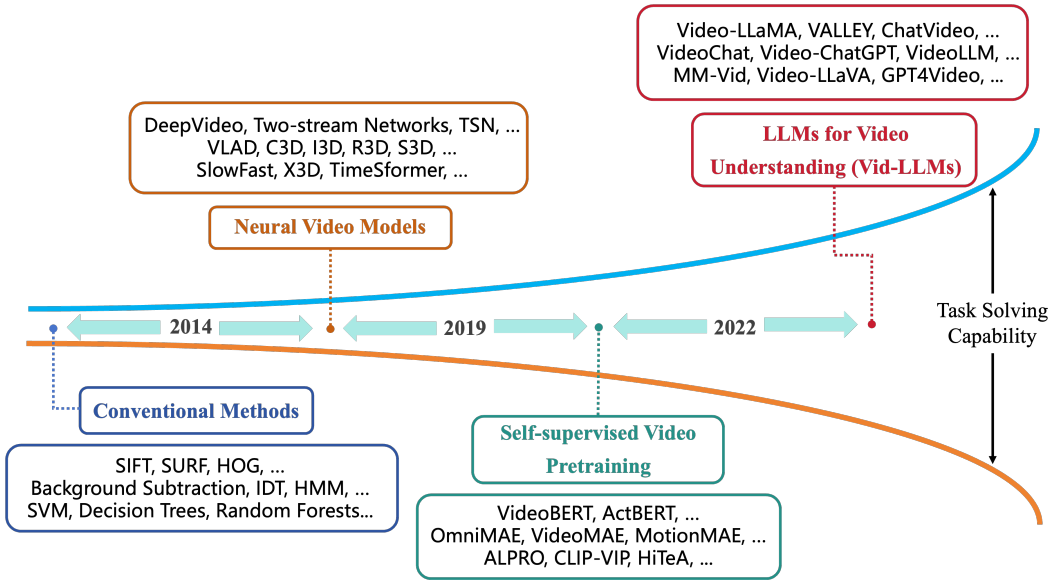 Video-LLaMA, VALLEY, ChatVideo, ...
VideoChat, Video-ChatGPT, VideoLLM, ...
MM-Vid, Video-LLaVA, GPT4Video, ...
DeepVideo, Two-stream Networks, TSN, ...
VLAD, C3D, I3D, R3D, S3D, ...
SlowFast, X3D, TimeSformer, ...
LLMs for Video
Understanding (Vid-LLMs)
Neural Video Models
2014
2019
2022
Task Solving
Capability
Conventional Methods
SIFT, SURF, HOG, ...
Background Subtraction, IDT, HMM, ...
SVM, Decision Trees, Random Forests...
Self-supervised Video
Pretraining
VideoBERT, ActBERT, ...
OmniMAE, VideoMAE, MotionMAE, ...
ALPRO, CLIP-VIP, HiTeA, ...